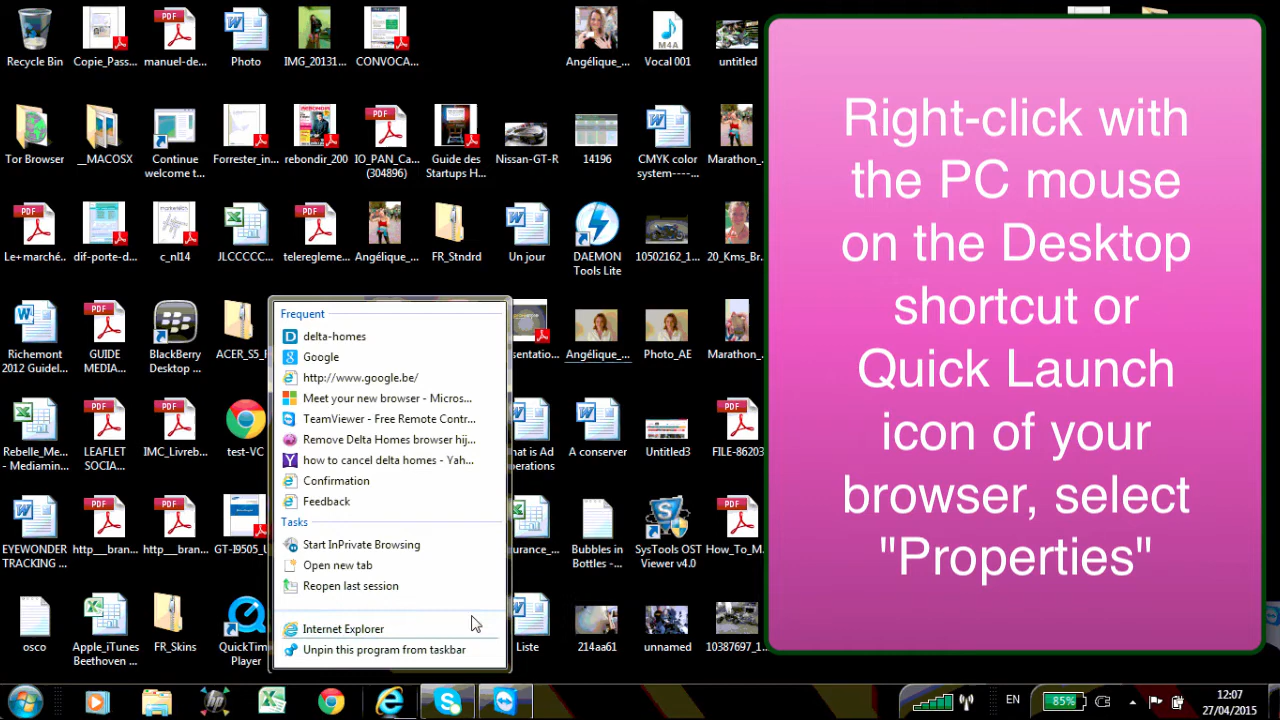 Recycle Bin
Copie_Pass...
manuel-de...
Photo
IMG_20131...
CONVOCA...
Angélique_...
M4A
Vocal 001
untitled
Tor Browser
__MACOSX
Continue
welcome t...
Forrester_in...
rebondir_200
IO_PAN_Ca...
(304896)
Guide des
Startups H...
Nissan-GT-R
14196
CMYK color
system----...
Marathon_...
Le+marché...
dif-porte-d...
c_nl14
JLCCCCC...
teleregleme...
Angélique_...
FR_Stndrd
Un jour
DAEMON
Tools Lite
10502162_1...
20_Kms_Br...
Richemont
2012 Guidel...
GUIDE
MEDIA...
BlackBerry
Desktop ...
Angélique_...
Photo_AE
Marathon_...
Rebelle_Me...
- Mediamin...
LEAFLET
SOCIA...
IMC_Livreb...
test-VC
A conserver
Untitled3
FILE-86203
EYEWONDER
TRACKING ...
http___bran...
http___bran...
Bubbles in
Bottles -...
SysTools OST
Viewer v4.0
How_To_M...
osco
Apple_iTunes
Beethoven ...
FR_Skins
QuickTim
Player
Liste
214aa61
unnamed
10387697_1...
Frequent
delta-homes
Google
http://www.google.be/
Meet your new browser - Micros...
TeamViewer - Free Remote Contr...
Remove Delta Homes browser hij...
how to cancel delta homes - Yah...
Confirmation
Feedback
Tasks
Start InPrivate Browsing
Open new tab
Reopen last session
Internet Explorer
Unpin this program from taskbar
Right-click with
the PC mouse
on the Desktop
shortcut or
Quick Launch
icon of your
browser, select
"Properties"
EN
85%
12:07
27/04/2015